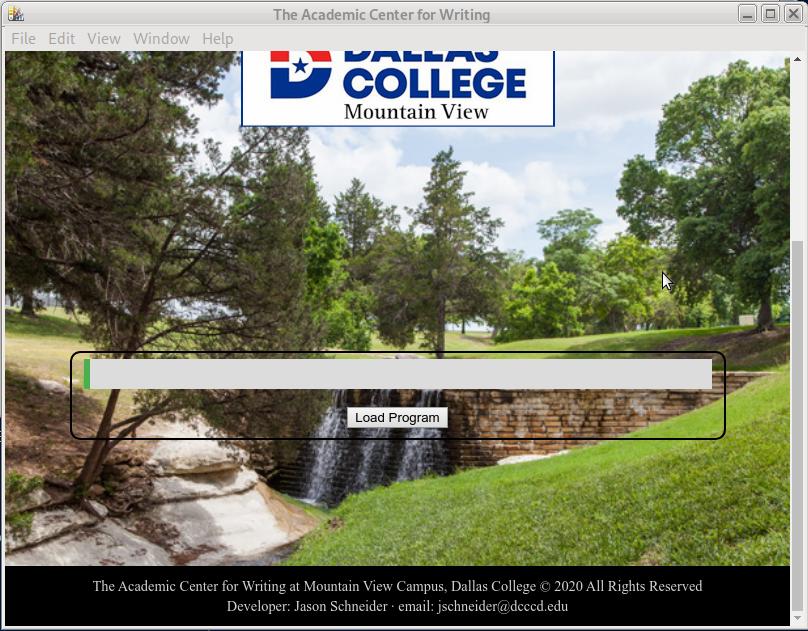 The Academic Center for Writing
File Edit View Window Help
DALLAS
COLLEGE
Mountain View
Load Program
The Academic Center for Writing at Mountain View Campus, Dallas College © 2020 All Rights Reserved
Developer: Jason Schneider · email: jschneider@dcccd.edu